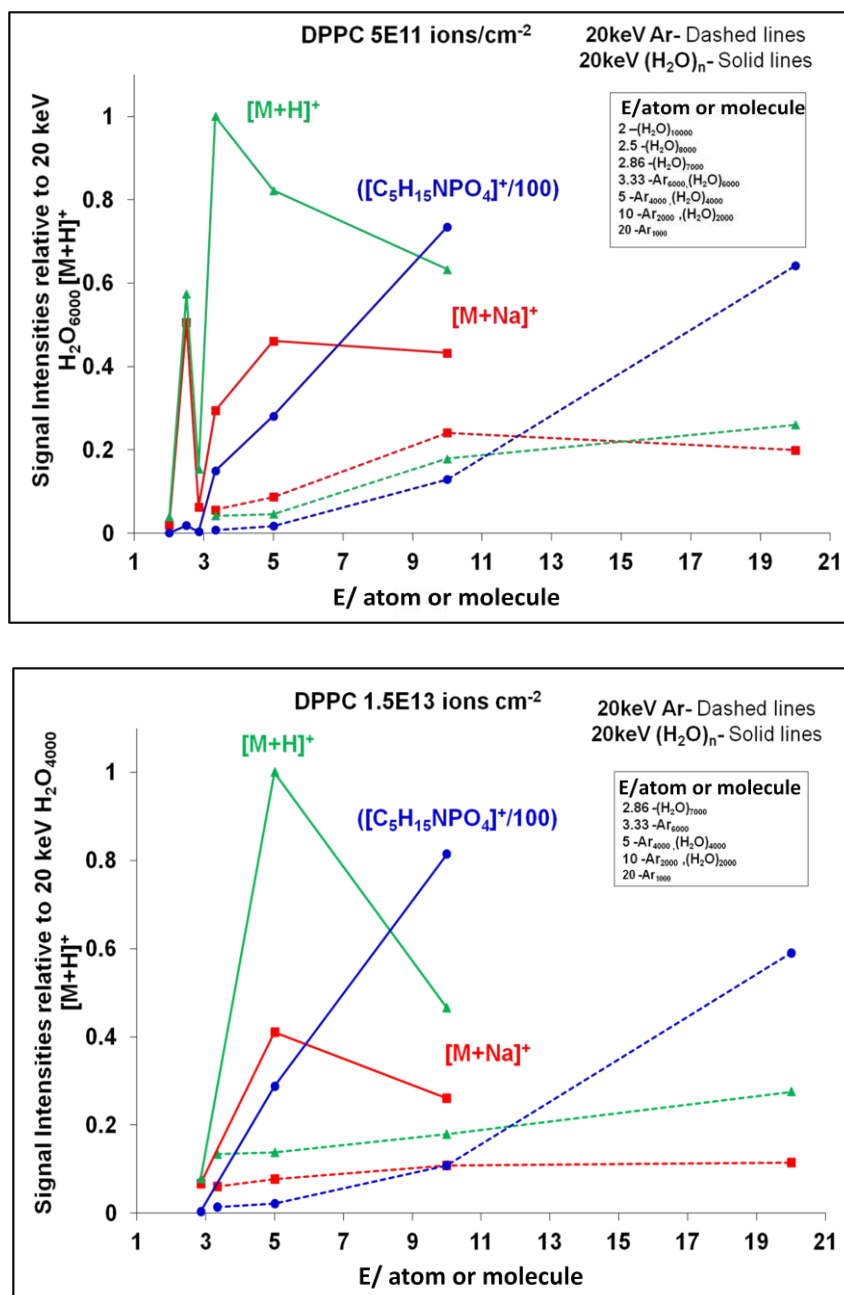 DPPC 5E11 ions/cm⁻²
20keV Ar- Dashed lines
20keV (H₂O)ₙ- Solid lines
E/atom or molecule
2 –(H₂O)₁₀₀₀₀
2.5 -(H₂O)₈₀₀₀
2.86 -(H₂O)₇₀₀₀
3.33 -Ar₆₀₀₀,(H₂O)₆₀₀₀
5 -Ar₄₀₀₀ ,(H₂O)₄₀₀₀
10 -Ar₂₀₀₀ ,(H₂O)₂₀₀₀
20 -Ar₁₀₀₀
[M+H]⁺
([C₅H₁₅NPO₄]⁺/100)
[M+Na]⁺
Signal Intensities relative to 20 keV
H₂O₆₀₀₀ [M+H]⁺
1
0.8
0.6
0.4
0.2
0
1 3 5 7 9 11 13 15 17 19 21
E/ atom or molecule
DPPC 1.5E13 ions cm⁻²
20keV Ar- Dashed lines
20keV (H₂O)ₙ- Solid lines
E/atom or molecule
2.86 -(H₂O)₇₀₀₀
3.33 -Ar₆₀₀₀
5 -Ar₄₀₀₀ ,(H₂O)₄₀₀₀
10 -Ar₂₀₀₀ ,(H₂O)₂₀₀₀
20 -Ar₁₀₀₀
[M+H]⁺
([C₅H₁₅NPO₄]⁺/100)
[M+Na]⁺
Signal Intensities relative to 20 keV H₂O₄₀₀₀
[M+H]⁺
1
0.8
0.6
0.4
0.2
0
1 3 5 7 9 11 13 15 17 19 21
E/ atom or molecule